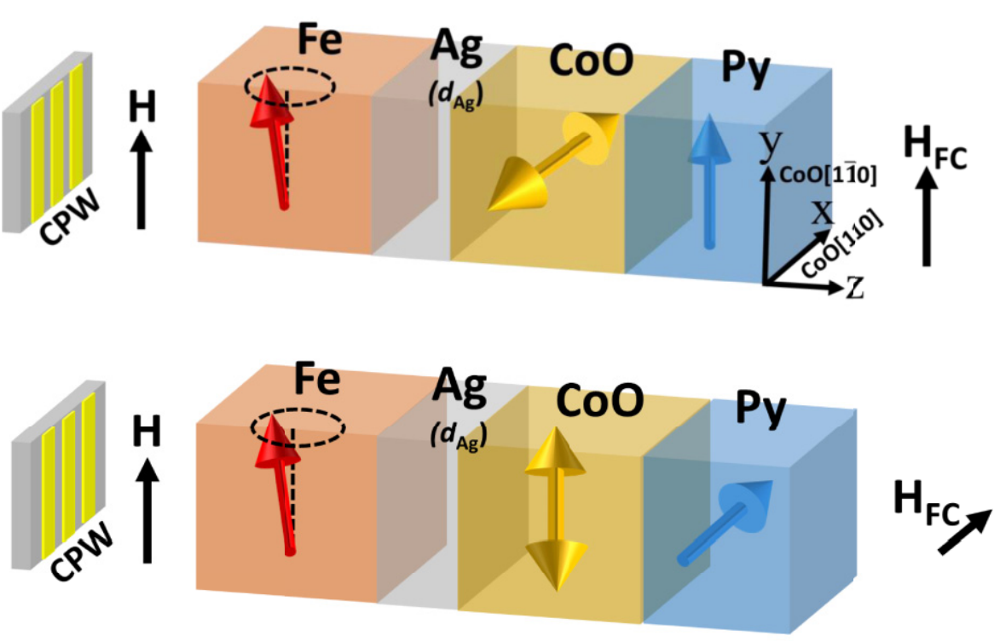 Fe
Ag
(dAg)
CoO
Py
H
CPW
HFC
y
CoO[11̄0]
x
CoO[110]
z
Fe
Ag
(dAg)
CoO
Py
H
CPW
HFC